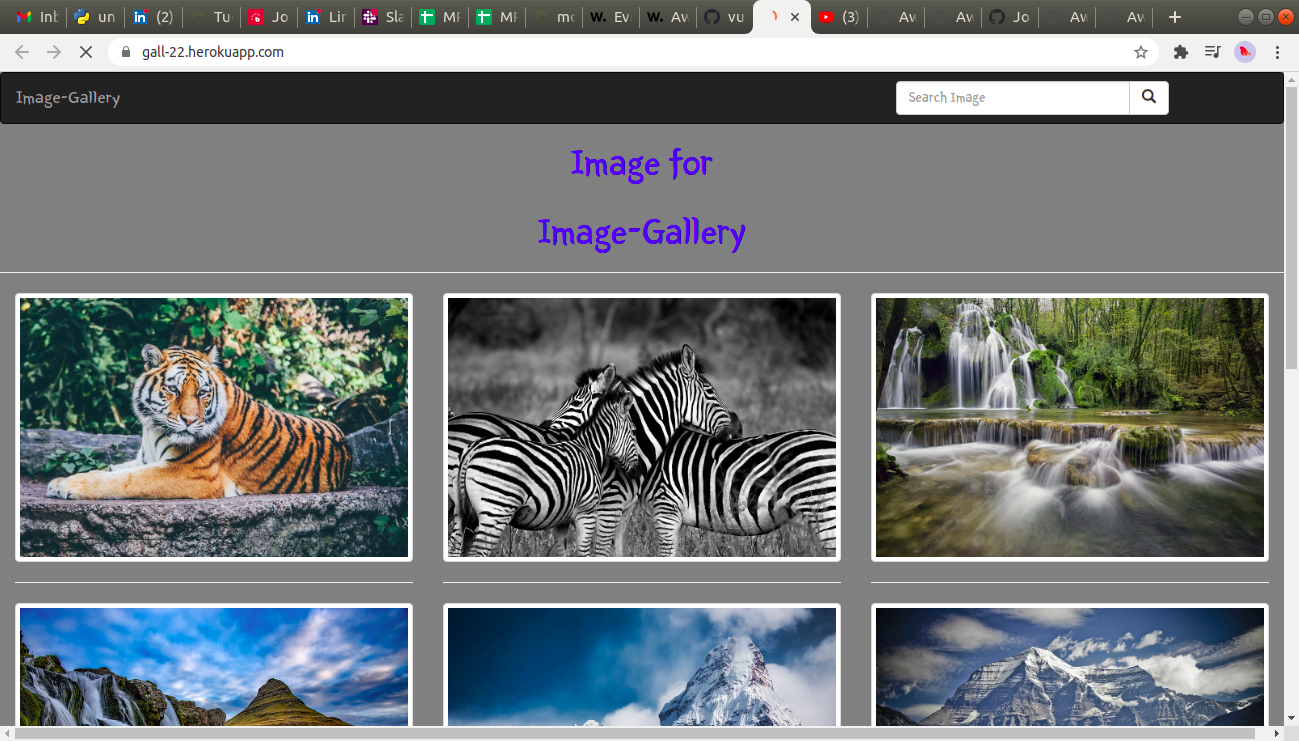 Inl un (2) Tu Jo Lir Sla MF MF mc Ev Av vu (3) Av Av Jo Av Av
gall-22.herokuapp.com
Image-Gallery Search Image
Image for
Image-Gallery